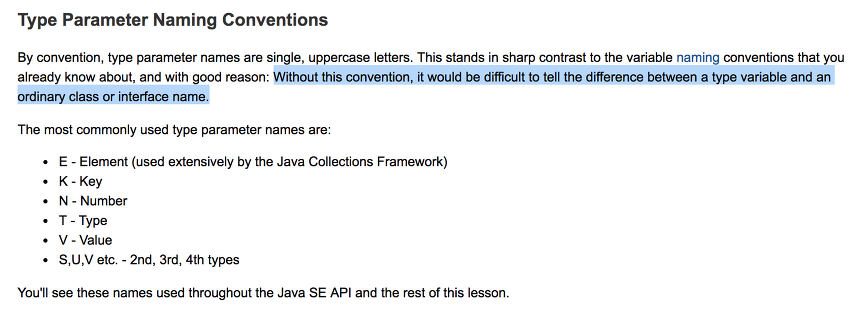 Type Parameter Naming Conventions
By convention, type parameter names are single, uppercase letters. This stands in sharp contrast to the variable naming conventions that you
already know about, and with good reason: Without this convention, it would be difficult to tell the difference between a type variable and an
ordinary class or interface name.
The most commonly used type parameter names are:
• E - Element (used extensively by the Java Collections Framework)
• K - Key
• N - Number
• T - Type
• V - Value
• S,U,V etc. - 2nd, 3rd, 4th types
You'll see these names used throughout the Java SE API and the rest of this lesson.